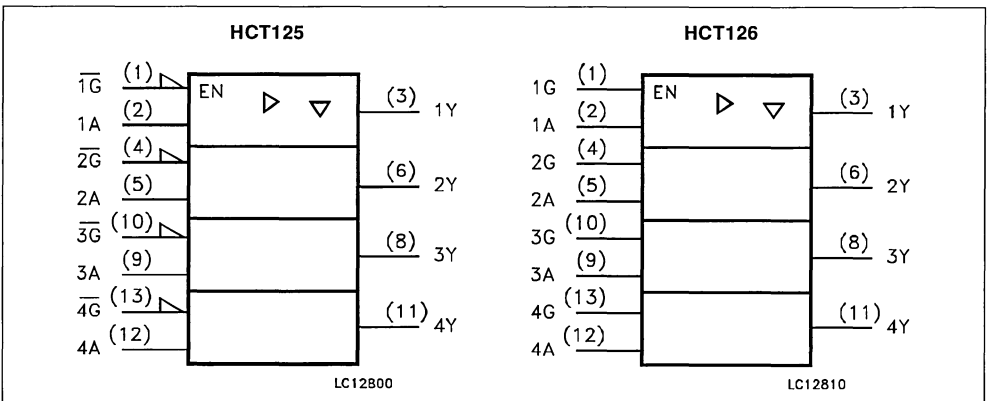 HCT125
1G̅ (1) EN (3) 1Y
1A (2)
2G̅ (4)
2A (5) (6) 2Y
3G̅ (10)
3A (9) (8) 3Y
4G̅ (13)
4A (12) (11) 4Y
LC12800
HCT126
1G (1) EN (3) 1Y
1A (2)
2G (4)
2A (5) (6) 2Y
3G (10)
3A (9) (8) 3Y
4G (13)
4A (12) (11) 4Y
LC12810